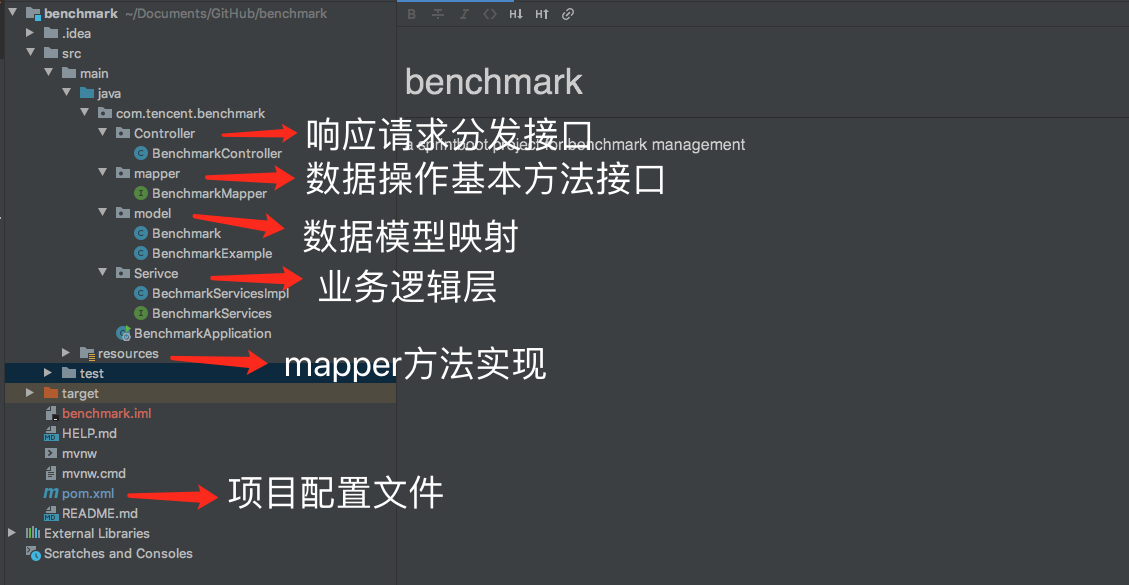 benchmark ~/Documents/GitHub/benchmark
.idea
src
main
java
com.tencent.benchmark
Controller
BenchmarkController
mapper
BenchmarkMapper
model
Benchmark
BenchmarkExample
Serivce
BechmarkServicesImpl
BenchmarkServices
BenchmarkApplication
resources
test
target
benchmark.iml
HELP.md
mvnw
mvnw.cmd
pom.xml
README.md
External Libraries
Scratches and Consoles
B I <> H↓ H↑
benchmark
a sprintboot project for benchmark management
响应请求分发接口
数据操作基本方法接口
数据模型映射
业务逻辑层
mapper方法实现
项目配置文件